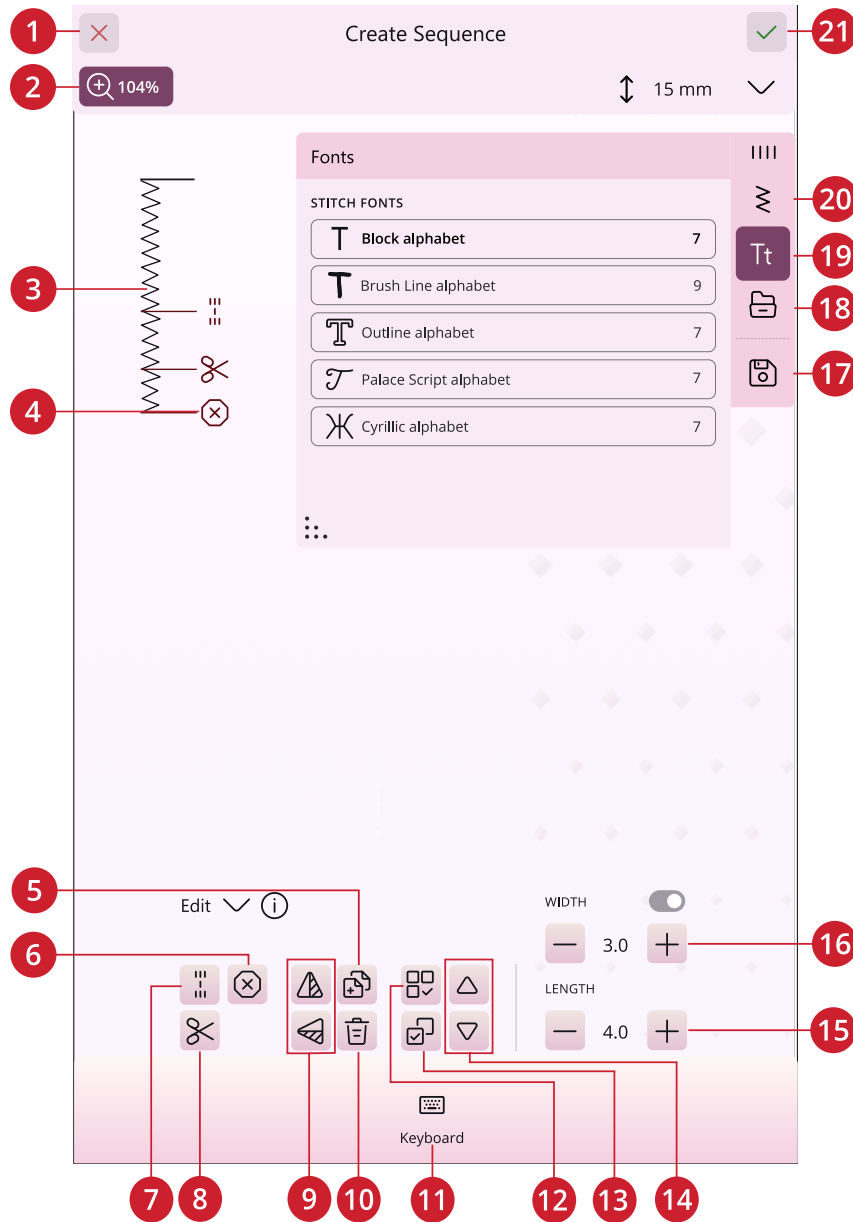 1
Create Sequence
21
2
104%
15 mm
Fonts
STITCH FONTS
20
T Block alphabet 7
Tt
19
3
T Brush Line alphabet 9
18
T Outline alphabet 7
17
T Palace Script alphabet 7
4
Ж Cyrillic alphabet 7
5
Edit i
WIDTH
6
3.0
16
7
LENGTH
4.0
15
Keyboard
7 8 9 10 11 12 13 14